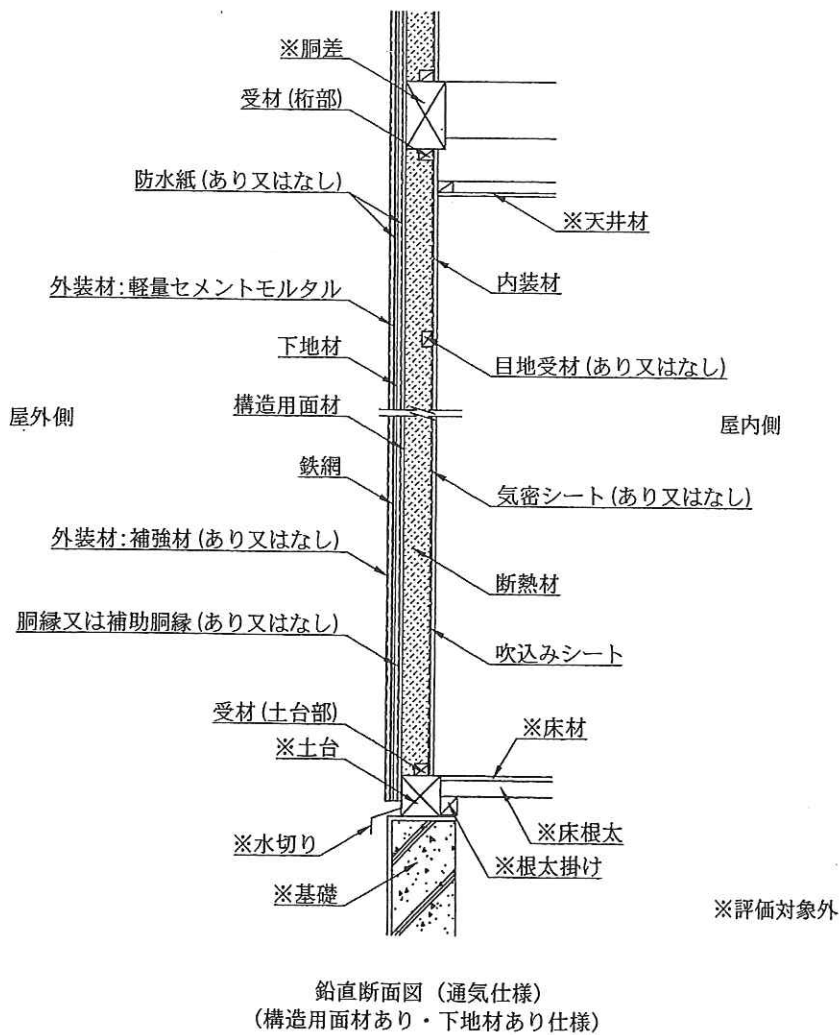 ※胴差
受材(桁部)
防水紙(あり又はなし)
※天井材
外装材:軽量セメントモルタル
内装材
下地材
目地受材(あり又はなし)
構造用面材
屋外側
屋内側
鉄網
気密シート(あり又はなし)
外装材:補強材(あり又はなし)
断熱材
胴縁又は補助胴縁(あり又はなし)
吹込みシート
受材(土台部)
※床材
※土台
※床根太
※水切り
※根太掛け
※基礎
※評価対象外
鉛直断面図(通気仕様)
(構造用面材あり・下地材あり仕様)